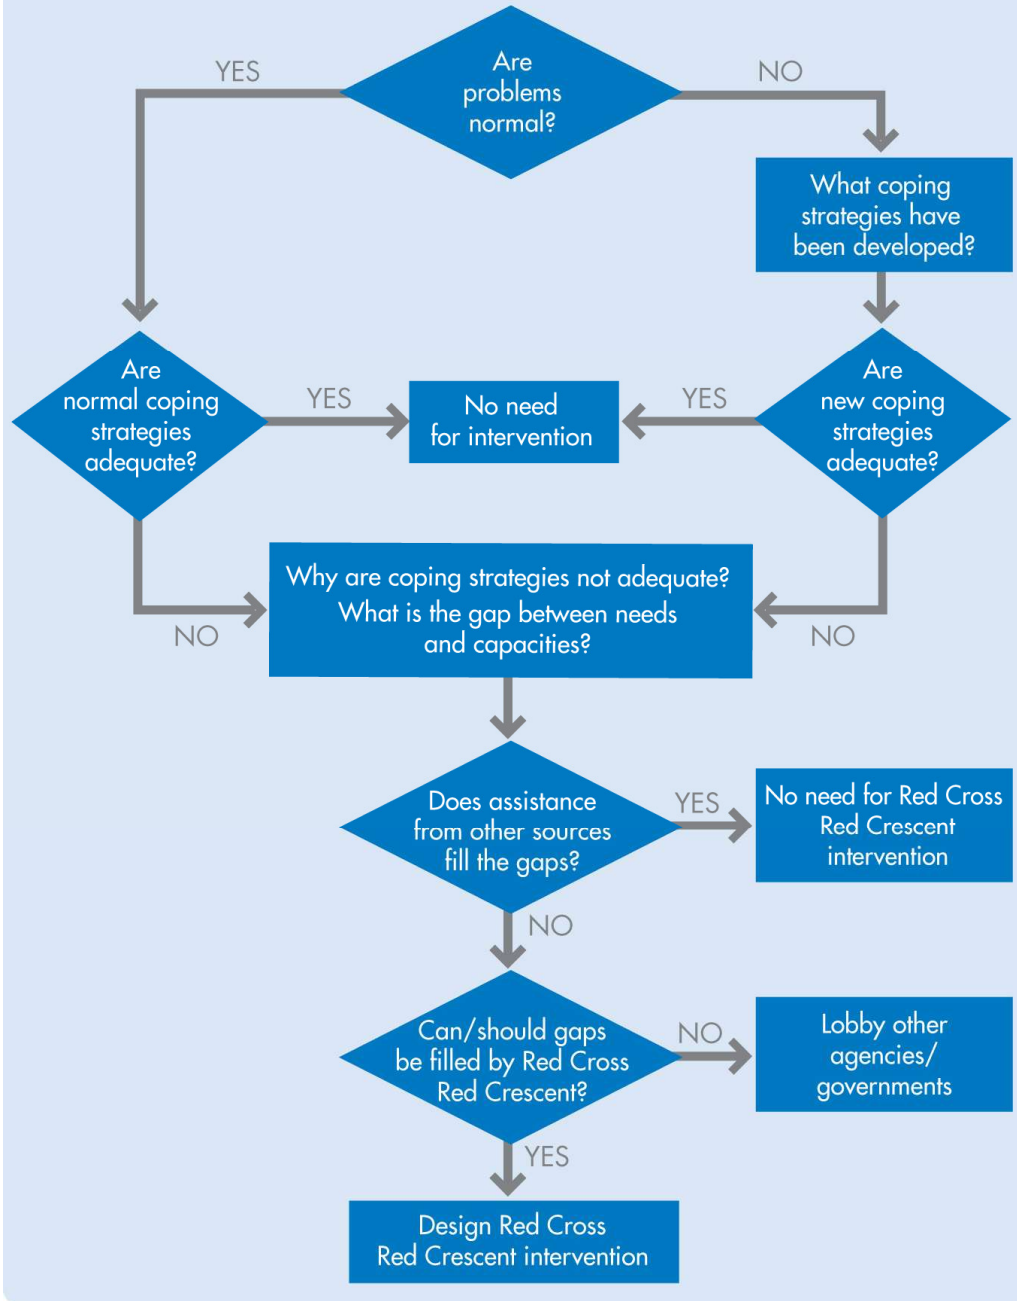 Are
problems
normal?
YES
NO
What coping
strategies have
been developed?
Are
normal coping
strategies
adequate?
YES
No need
for intervention
YES
Are
new coping
strategies
adequate?
NO
Why are coping strategies not adequate?
What is the gap between needs
and capacities?
NO
Does assistance
from other sources
fill the gaps?
YES
No need for Red Cross
Red Crescent
intervention
NO
Can/should gaps
be filled by Red Cross
Red Crescent?
NO
Lobby other
agencies/
governments
YES
Design Red Cross
Red Crescent intervention